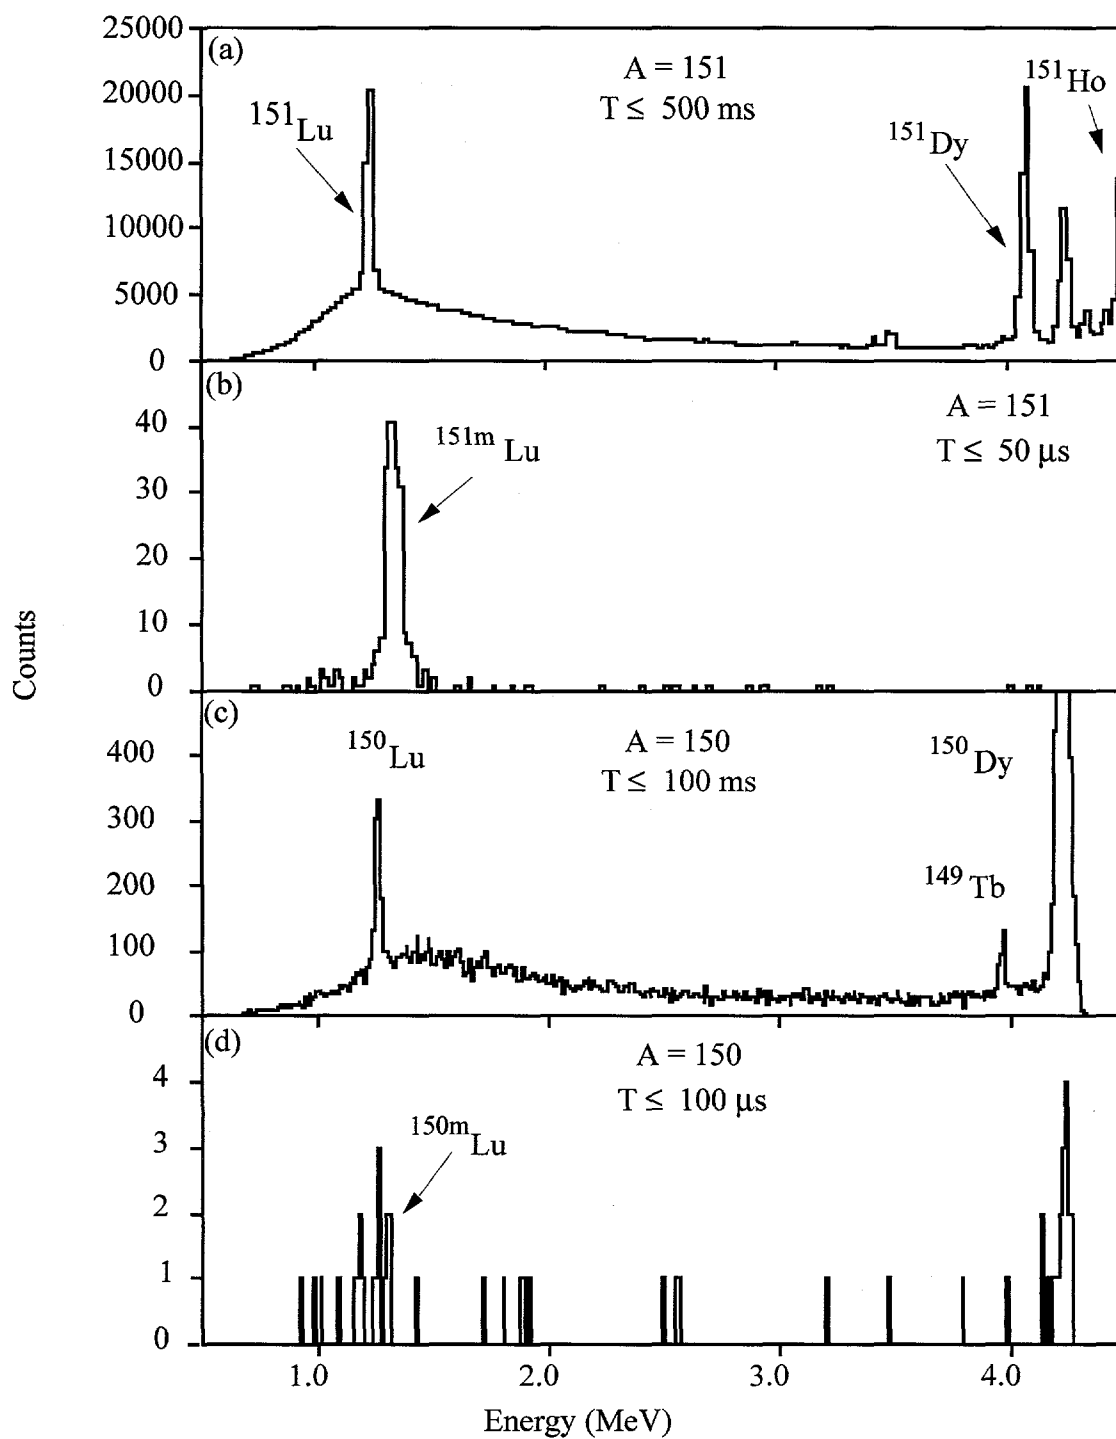 25000
(a)
A = 151
T ≤ 500 ms
151Ho
20000
151Lu
151Dy
15000
10000
5000
0
(b)
A = 151
T ≤ 50 μs
40
151m Lu
30
20
10
0
Counts
(c)
150Lu
A = 150
T ≤ 100 ms
150 Dy
400
300
149 Tb
200
100
0
(d)
A = 150
T ≤ 100 μs
4
150mLu
3
2
1
0
1.0 2.0 3.0 4.0
Energy (MeV)